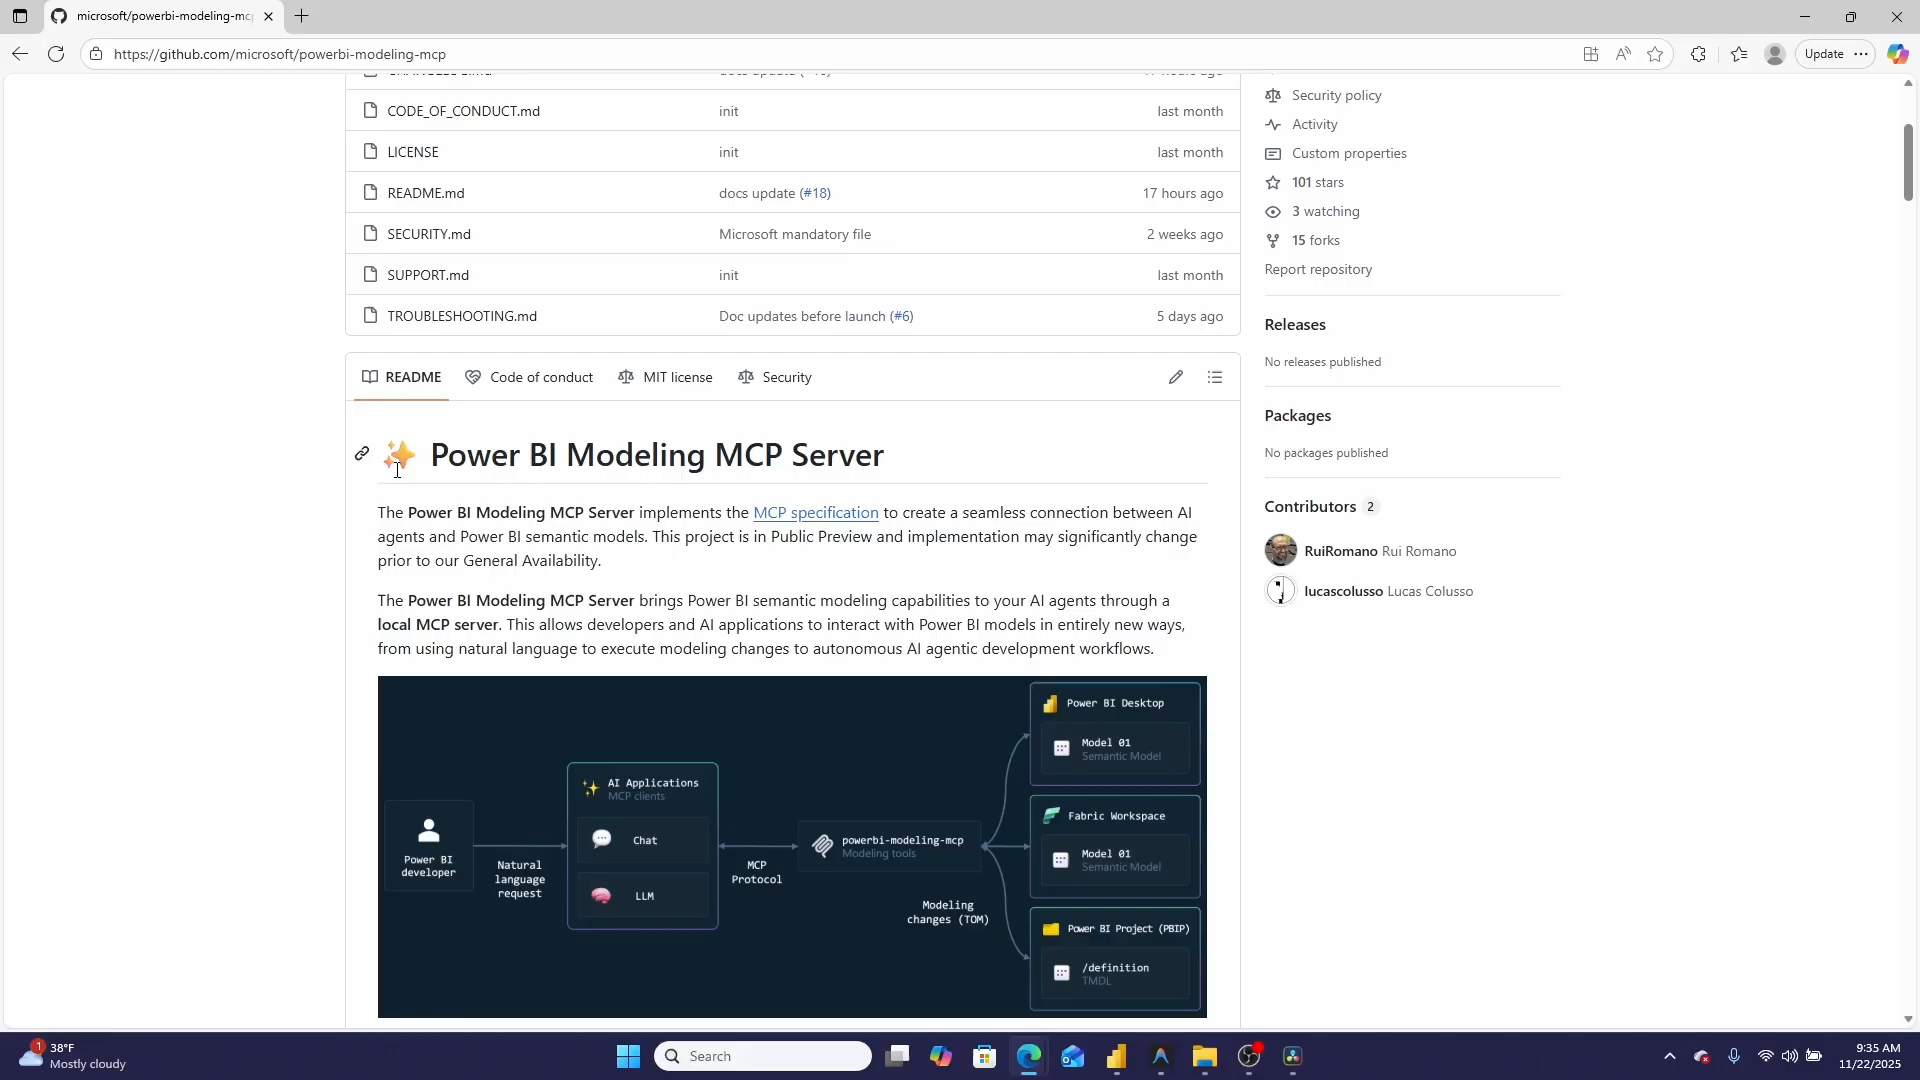 microsoft/powerbi-modeling-mcp
https://github.com/microsoft/powerbi-modeling-mcp
Update
CODE_OF_CONDUCT.md init last month
LICENSE init last month
README.md docs update (#18) 17 hours ago
SECURITY.md Microsoft mandatory file 2 weeks ago
SUPPORT.md init last month
TROUBLESHOOTING.md Doc updates before launch (#6) 5 days ago
README Code of conduct MIT license Security
Power BI Modeling MCP Server
The Power BI Modeling MCP Server implements the MCP specification to create a seamless connection between AI
agents and Power BI semantic models. This project is in Public Preview and implementation may significantly change
prior to our General Availability.
The Power BI Modeling MCP Server brings Power BI semantic modeling capabilities to your AI agents through a
local MCP server. This allows developers and AI applications to interact with Power BI models in entirely new ways,
from using natural language to execute modeling changes to autonomous AI agentic development workflows.
Power BI
developer
Natural
language
request
AI Applications
MCP clients
Chat
LLM
MCP
Protocol
powerbi-modeling-mcp
Modeling tools
Modeling
changes (TOM)
Power BI Desktop
Model 01
Semantic Model
Fabric Workspace
Model 01
Semantic Model
Power BI Project (PBIP)
/definition
TMDL
Security policy
Activity
Custom properties
101 stars
3 watching
15 forks
Report repository
Releases
No releases published
Packages
No packages published
Contributors 2
RuiRomano Rui Romano
lucascolusso Lucas Colusso
1
38°F
Mostly cloudy
Search
9:35 AM
11/22/2025